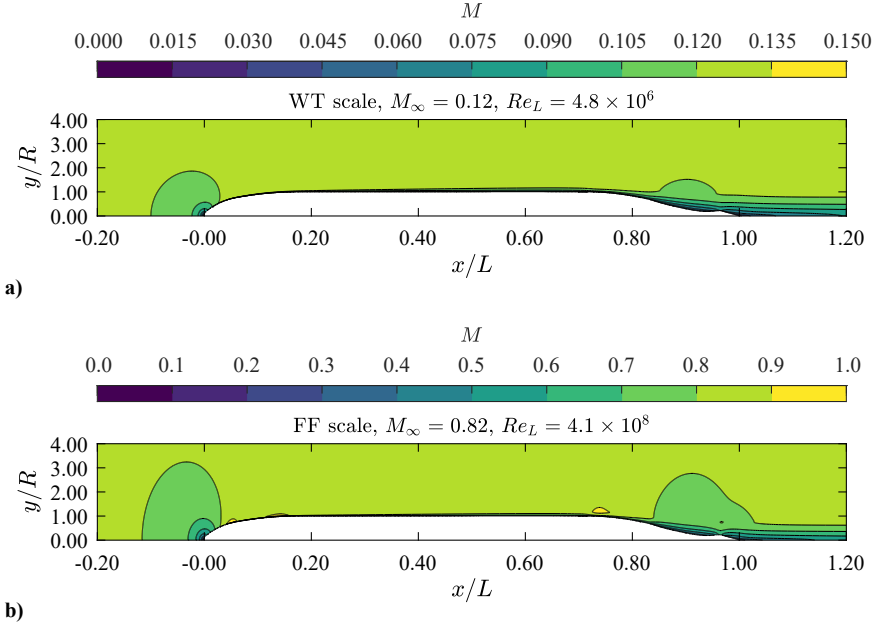 M
0.000 0.015 0.030 0.045 0.060 0.075 0.090 0.105 0.120 0.135 0.150
WT scale, M∞ = 0.12, Re_L = 4.8 × 10⁶
4.00
3.00
2.00
1.00
0.00
y/R
-0.20 -0.00 0.20 0.40 0.60 0.80 1.00 1.20
x/L
a)
M
0.0 0.1 0.2 0.3 0.4 0.5 0.6 0.7 0.8 0.9 1.0
FF scale, M∞ = 0.82, Re_L = 4.1 × 10⁸
4.00
3.00
2.00
1.00
0.00
y/R
-0.20 -0.00 0.20 0.40 0.60 0.80 1.00 1.20
x/L
b)